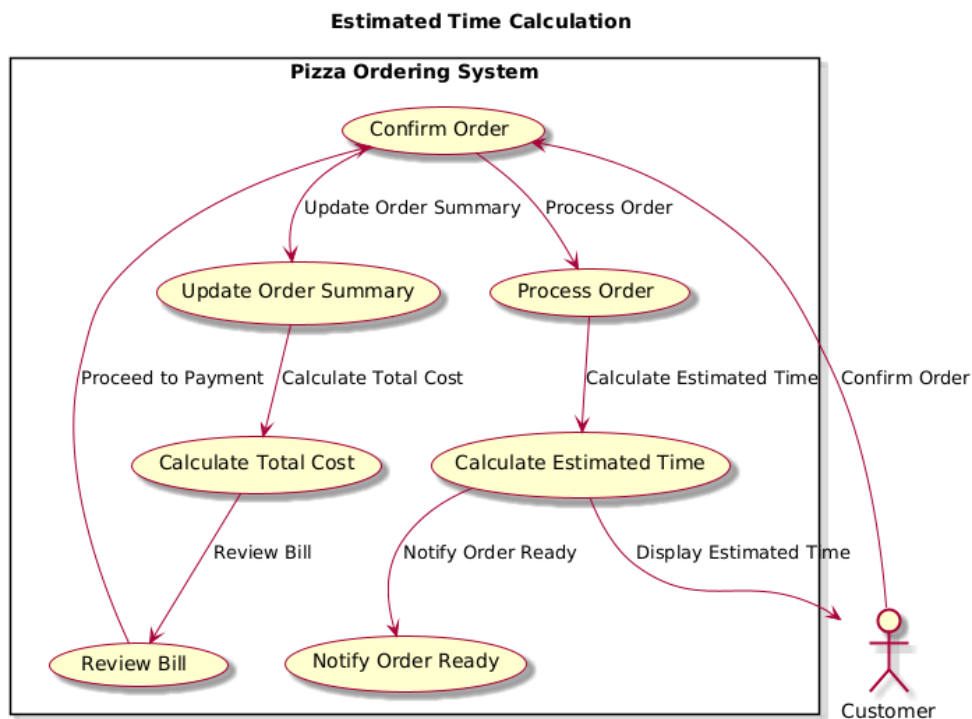 Estimated Time Calculation
Pizza Ordering System
Confirm Order
Update Order Summary
Process Order
Update Order Summary
Process Order
Proceed to Payment
Calculate Total Cost
Calculate Estimated Time
Confirm Order
Calculate Total Cost
Calculate Estimated Time
Review Bill
Notify Order Ready
Display Estimated Time
Review Bill
Notify Order Ready
Customer